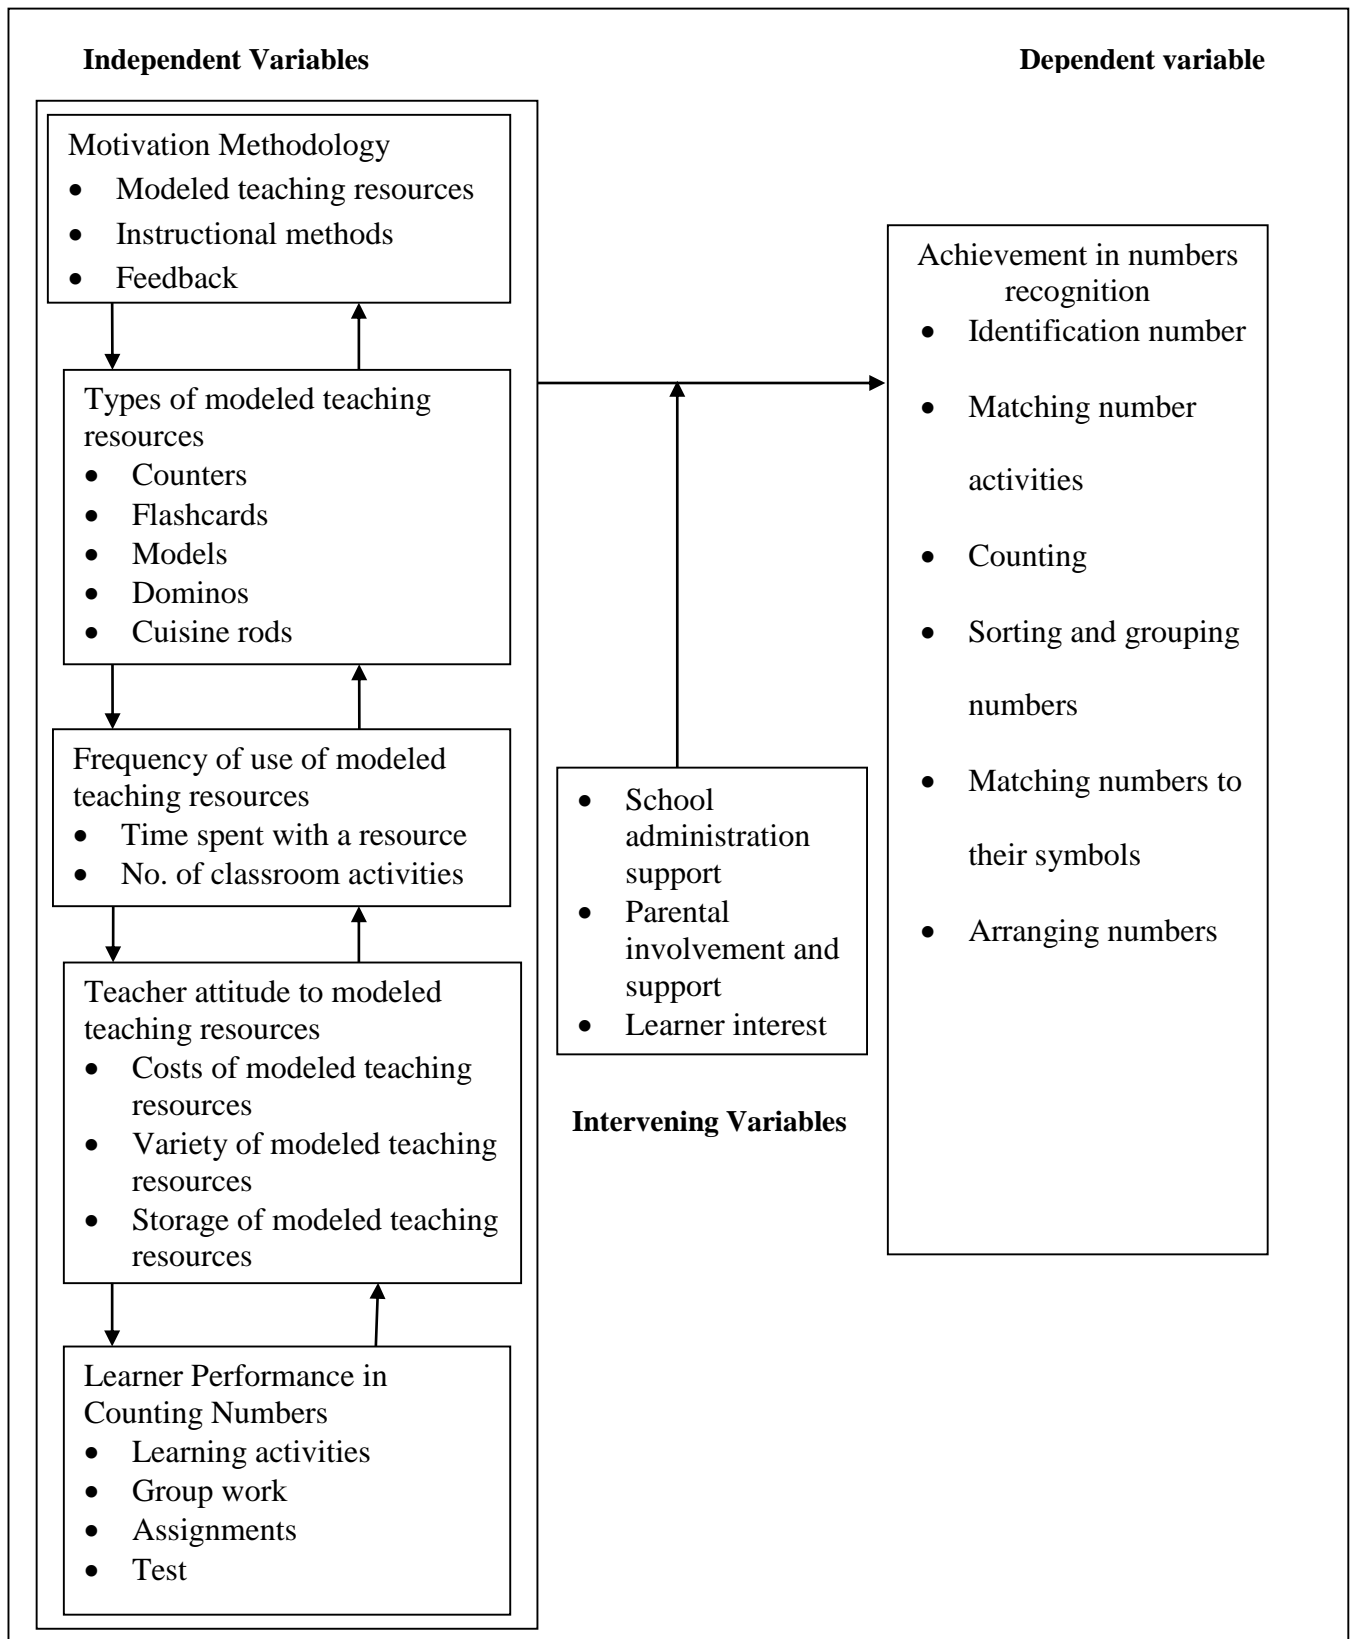 Independent Variables
Dependent variable
Motivation Methodology
• Modeled teaching resources
• Instructional methods
• Feedback
Types of modeled teaching
resources
• Counters
• Flashcards
• Models
• Dominos
• Cuisine rods
Frequency of use of modeled
teaching resources
• Time spent with a resource
• No. of classroom activities
Teacher attitude to modeled
teaching resources
• Costs of modeled teaching
resources
• Variety of modeled teaching
resources
• Storage of modeled teaching
resources
Learner Performance in
Counting Numbers
• Learning activities
• Group work
• Assignments
• Test
• School
administration
support
• Parental
involvement and
support
• Learner interest
Intervening Variables
Achievement in numbers
recognition
• Identification number
• Matching number
activities
• Counting
• Sorting and grouping
numbers
• Matching numbers to
their symbols
• Arranging numbers